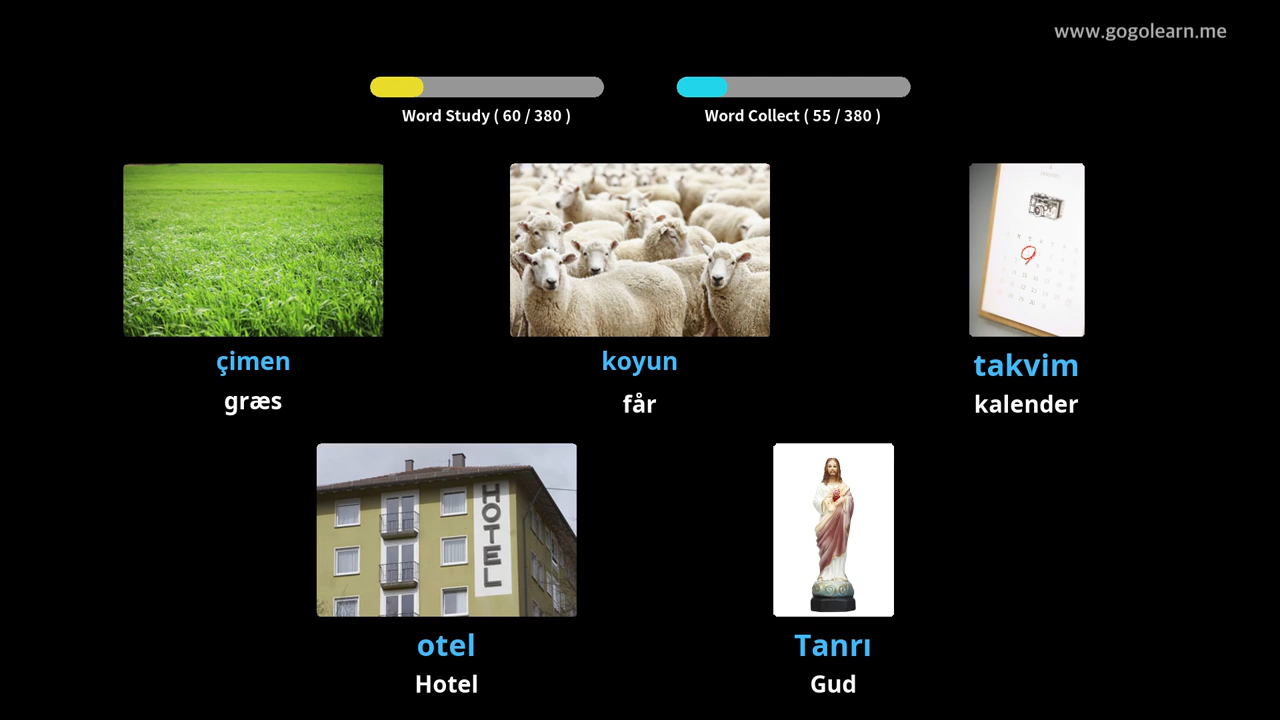 www.gogolearn.me
Word Study ( 60 / 380 )
Word Collect ( 55 / 380 )
çimen
græs
koyun
får
9
takvim
kalender
HOTEL
otel
Hotel
Tanrı
Gud